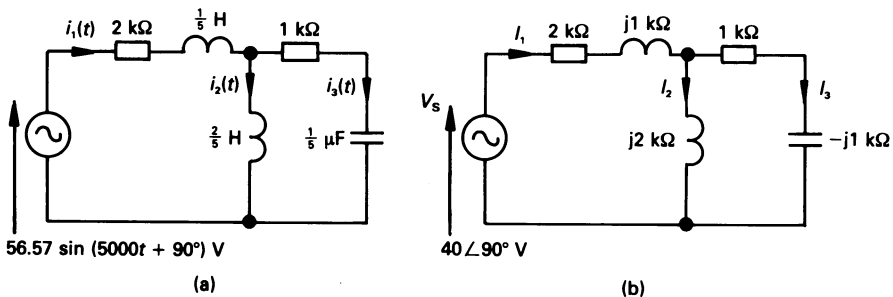 i₁(t) 2 kΩ 1/5 H 1 kΩ
i₂(t) i₃(t)
2/5 H 1/5 μF
56.57 sin (5000t + 90°) V
(a)
I₁ 2 kΩ j1 kΩ 1 kΩ
Vₛ I₂ I₃
j2 kΩ −j1 kΩ
40∠90° V
(b)